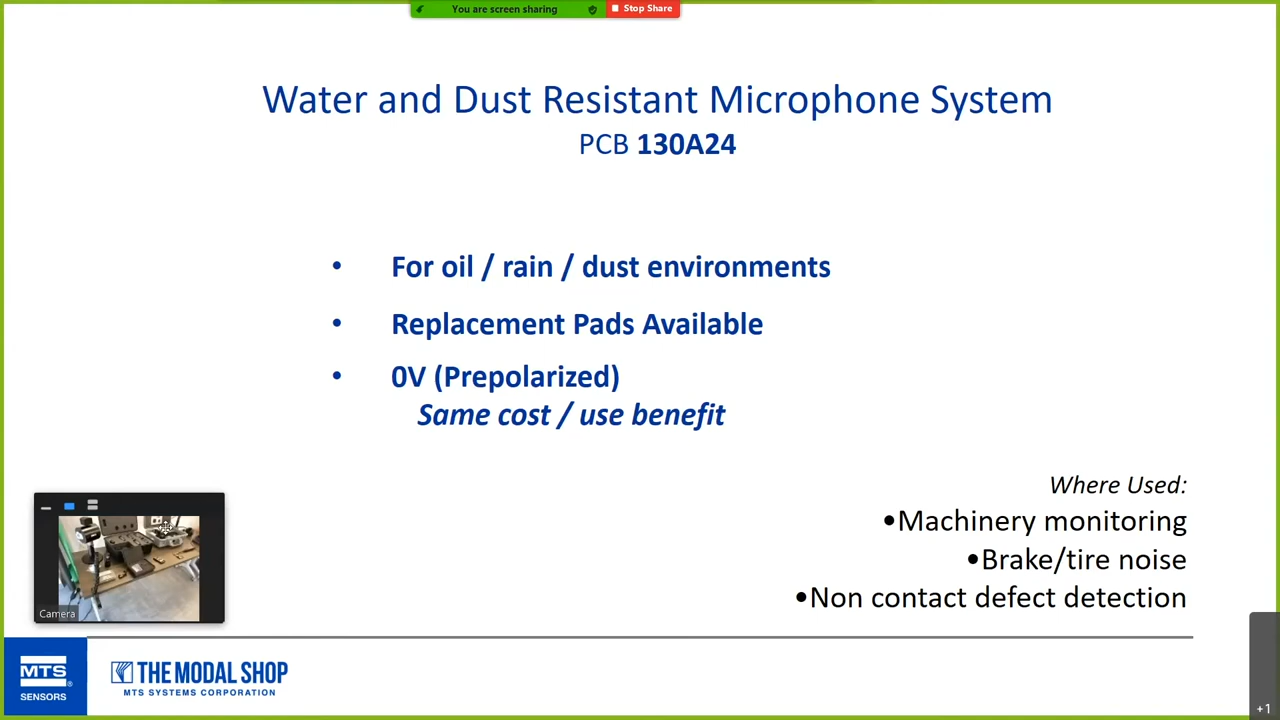 You are screen sharing
Stop Share
Water and Dust Resistant Microphone System
PCB 130A24
• For oil / rain / dust environments
• Replacement Pads Available
• 0V (Prepolarized)
Same cost / use benefit
Where Used:
•Machinery monitoring
•Brake/tire noise
•Non contact defect detection
Camera
MTS®
SENSORS
THE MODAL SHOP
MTS SYSTEMS CORPORATION
+1